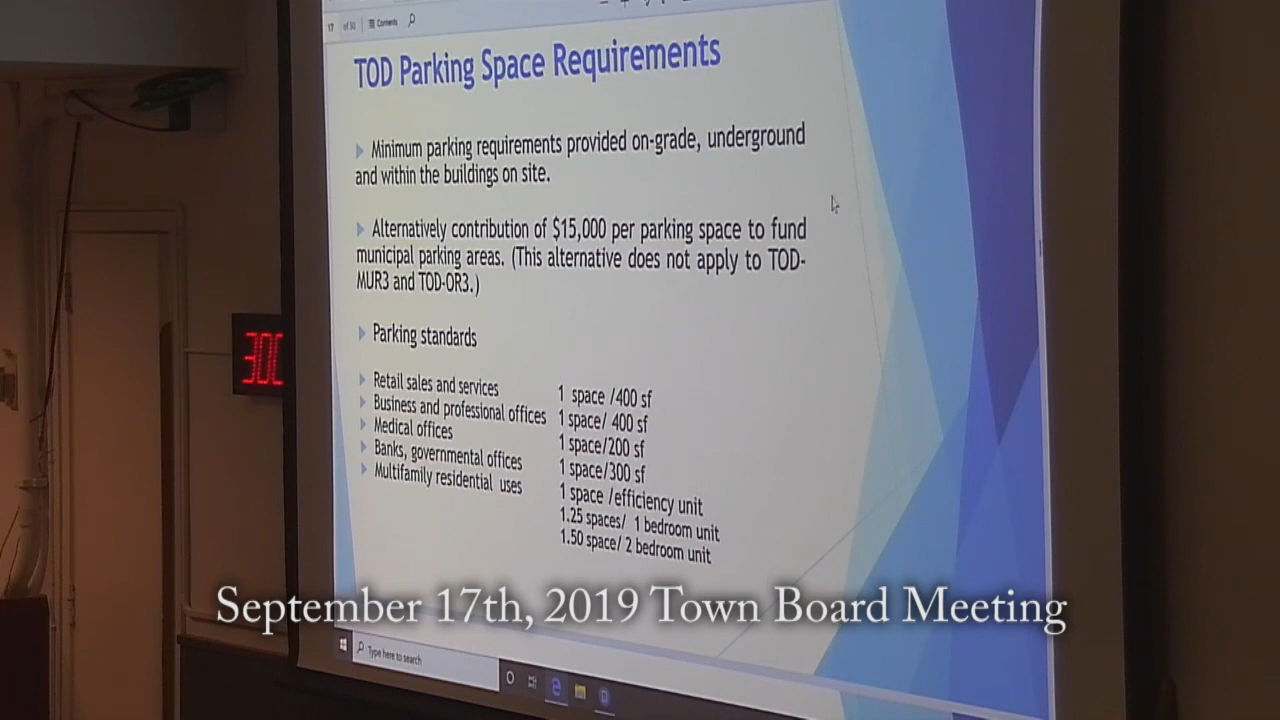 17 of 50 Contents
TOD Parking Space Requirements
Minimum parking requirements provided on-grade, underground
and within the buildings on site.
Alternatively contribution of $15,000 per parking space to fund
municipal parking areas. (This alternative does not apply to TOD-
MUR3 and TOD-OR3.)
Parking standards
Retail sales and services 1 space /400 sf
Business and professional offices 1 space/ 400 sf
Medical offices 1 space/200 sf
Banks, governmental offices 1 space/300 sf
Multifamily residential uses 1 space /efficiency unit
1.25 spaces/ 1 bedroom unit
1.50 space/ 2 bedroom unit
300
September 17th, 2019 Town Board Meeting
Type here to search